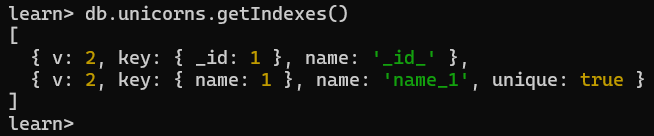 learn> db.unicorns.getIndexes()
[
  { v: 2, key: { _id: 1 }, name: '_id_' },
  { v: 2, key: { name: 1 }, name: 'name_1', unique: true }
]
learn>